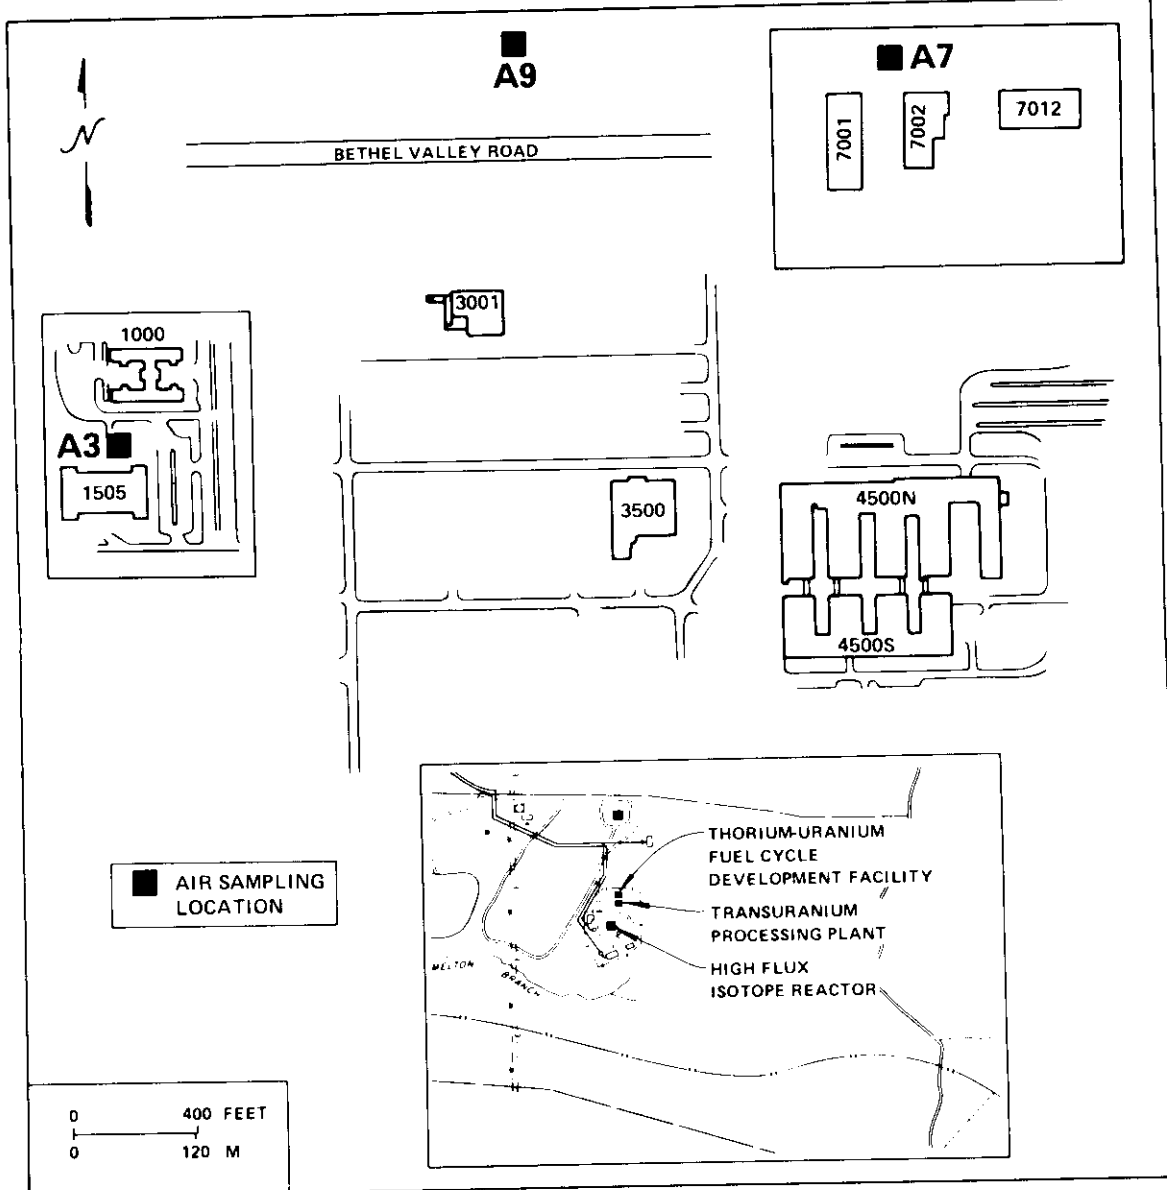 A9
A7
N
7001
7002
7012
BETHEL VALLEY ROAD
3001
1000
A3
1505
3500
4500N
4500S
THORIUM-URANIUM
FUEL CYCLE
DEVELOPMENT FACILITY
TRANSURANIUM
PROCESSING PLANT
HIGH FLUX
ISOTOPE REACTOR
MELTON
BRANCH
AIR SAMPLING
LOCATION
0 400 FEET
0 120 M